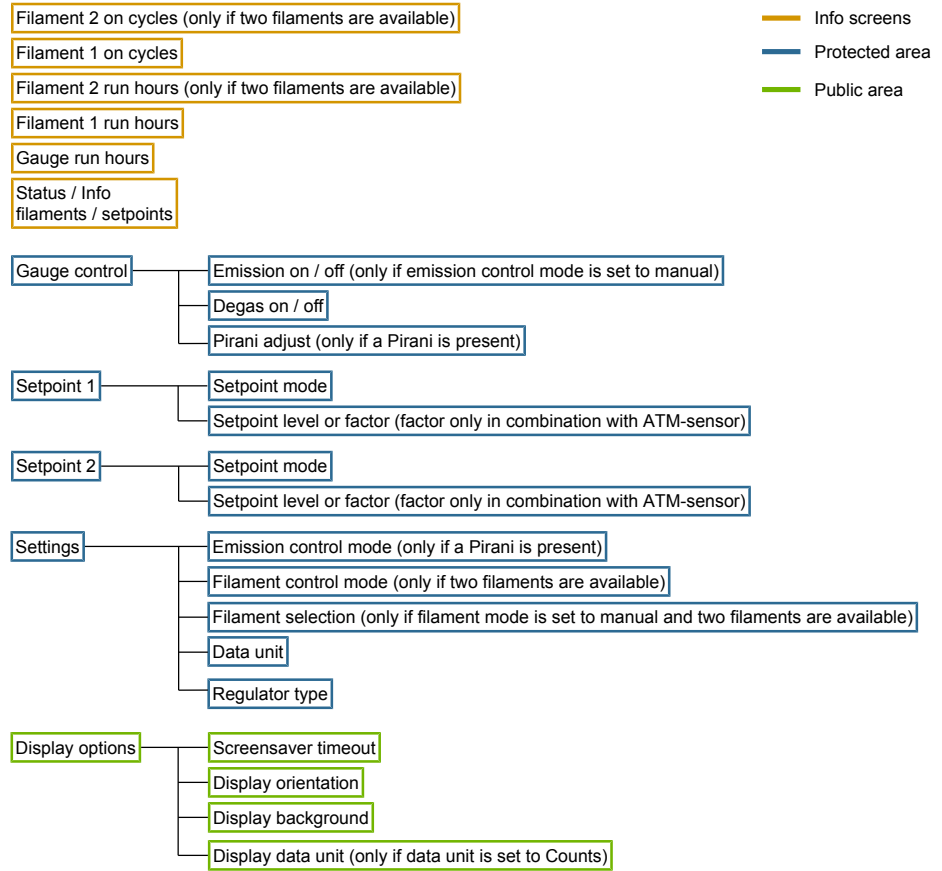 Filament 2 on cycles (only if two filaments are available)
Filament 1 on cycles
Filament 2 run hours (only if two filaments are available)
Filament 1 run hours
Gauge run hours
Status / Info
filaments / setpoints
Info screens
Protected area
Public area
Gauge control
Emission on / off (only if emission control mode is set to manual)
Degas on / off
Pirani adjust (only if a Pirani is present)
Setpoint 1
Setpoint mode
Setpoint level or factor (factor only in combination with ATM-sensor)
Setpoint 2
Setpoint mode
Setpoint level or factor (factor only in combination with ATM-sensor)
Settings
Emission control mode (only if a Pirani is present)
Filament control mode (only if two filaments are available)
Filament selection (only if filament mode is set to manual and two filaments are available)
Data unit
Regulator type
Display options
Screensaver timeout
Display orientation
Display background
Display data unit (only if data unit is set to Counts)